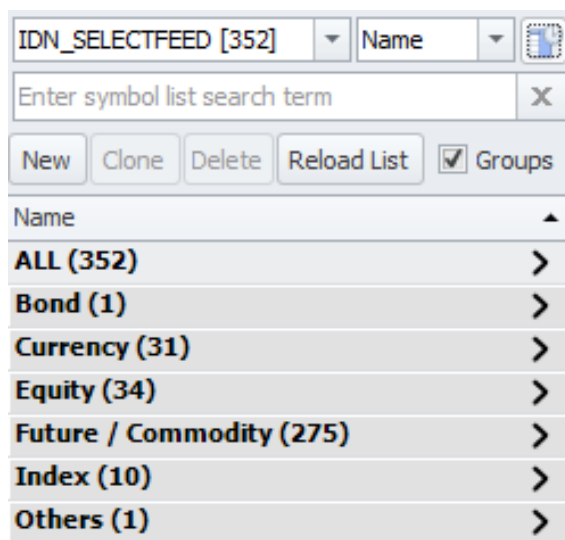 IDN_SELECTFEED [352] Name
Enter symbol list search term
New Clone Delete Reload List Groups
Name
ALL (352)
Bond (1)
Currency (31)
Equity (34)
Future / Commodity (275)
Index (10)
Others (1)